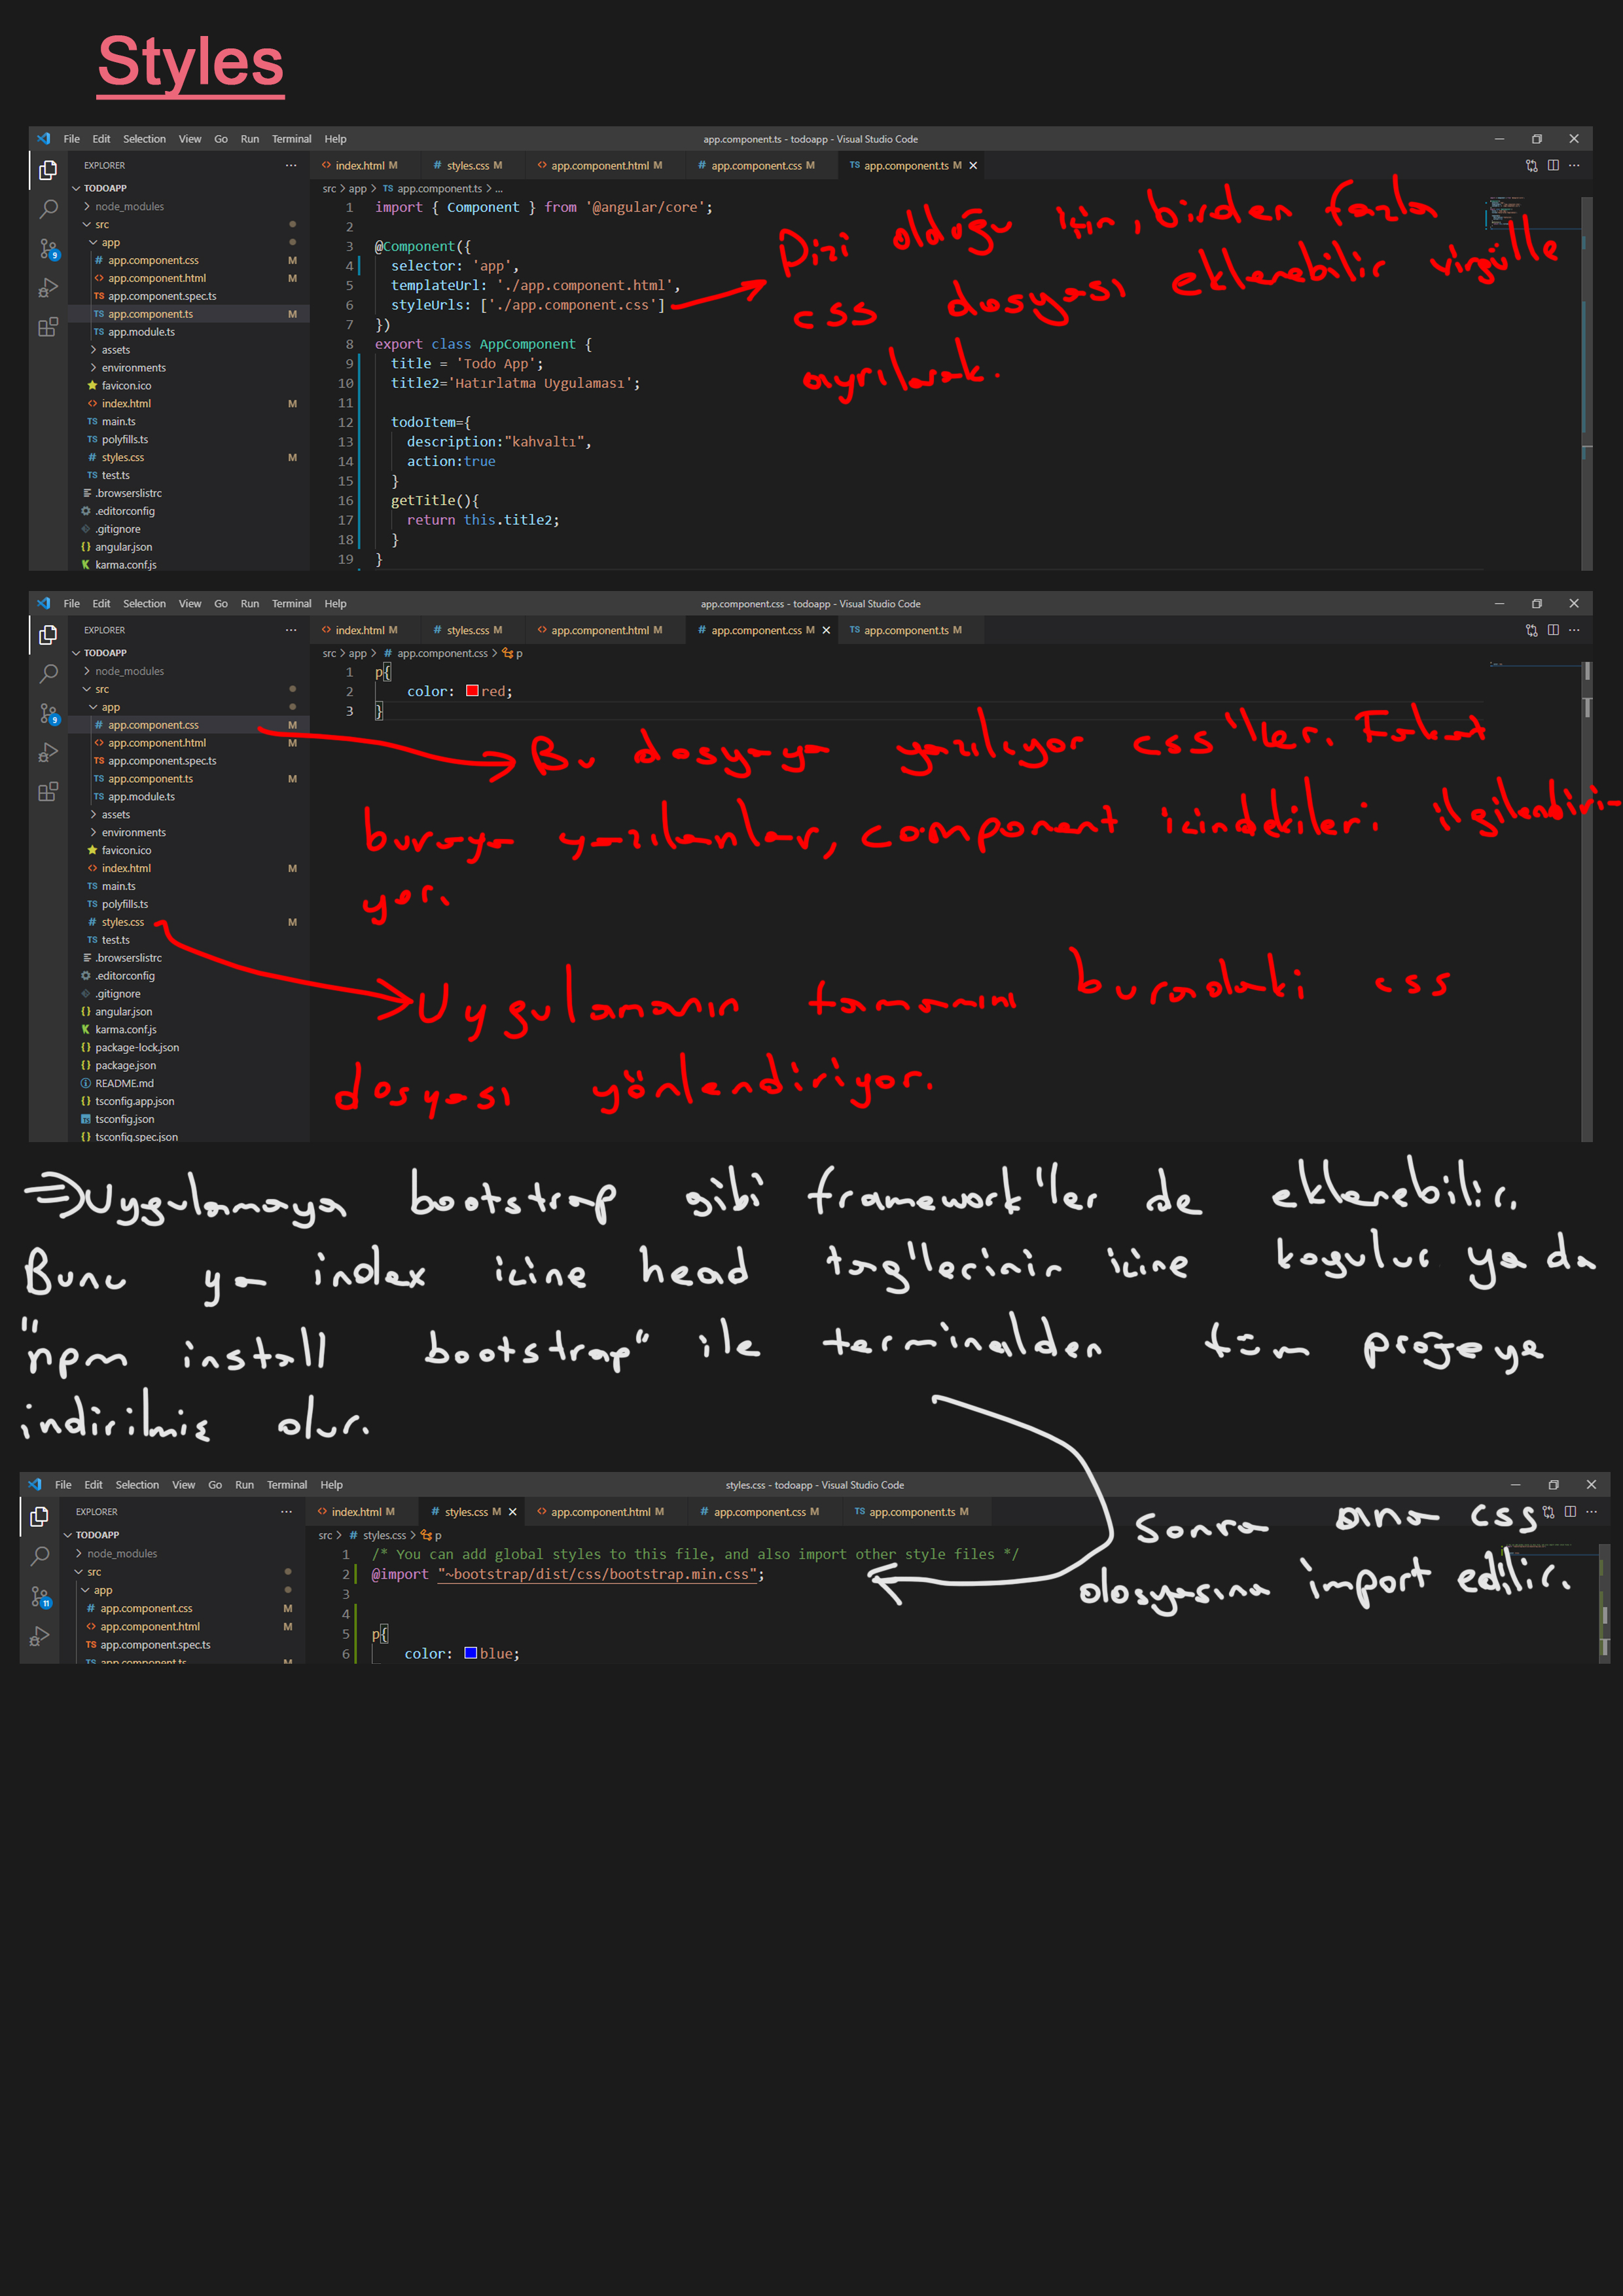 Styles
File Edit Selection View Go Run Terminal Help app.component.ts - todoapp - Visual Studio Code
EXPLORER ... index.html M styles.css M app.component.html M app.component.css M app.component.ts M
TODOAPP
node_modules
src
app
app.component.css M
app.component.html M
app.component.spec.ts
app.component.ts M
app.module.ts
assets
environments
favicon.ico
index.html M
main.ts
polyfills.ts
styles.css M
test.ts
.browserslistrc
.editorconfig
.gitignore
angular.json
karma.conf.js
9
src > app > app.component.ts > ...
1 import { Component } from '@angular/core';
2
3 @Component({
4 selector: 'app',
5 templateUrl: './app.component.html',
6 styleUrls: ['./app.component.css']
7 })
8 export class AppComponent {
9 title = 'Todo App';
10 title2='Hatırlatma Uygulaması';
11
12 todoItem={
13 description:"kahvaltı",
14 action:true
15 }
16 getTitle(){
17 return this.title2;
18 }
19 }
Dizi olduğu için, birden fazla
css dosyası eklenebilir virgülle
ayrılarak.
File Edit Selection View Go Run Terminal Help app.component.css - todoapp - Visual Studio Code
EXPLORER ... index.html M styles.css M app.component.html M app.component.css M app.component.ts M
TODOAPP
node_modules
src
app
app.component.css M
app.component.html M
app.component.spec.ts
app.component.ts M
app.module.ts
assets
environments
favicon.ico
index.html M
main.ts
polyfills.ts
styles.css M
test.ts
.browserslistrc
.editorconfig
.gitignore
angular.json
karma.conf.js
package-lock.json
package.json
README.md
tsconfig.app.json
tsconfig.json
tsconfig.spec.json
9
src > app > # app.component.css > p
1 p{
2 color: red;
3 }
Bu dosyaya yazılıyor css'ler. Fakat
buraya yazılanlar, component içindekileri ilgilendiri-
yor.
Uygulamanın tamamını buradaki css
dosyası yönlendiriyor.
⇒ Uygulamaya bootstrap gibi framework'ler de eklenebilir.
Bunu ya index içine head tag'lerinin içine koyulur ya da
"npm install bootstrap" ile terminalden tüm projeye
indirilmiş olur.
File Edit Selection View Go Run Terminal Help styles.css - todoapp - Visual Studio Code
EXPLORER ... index.html M styles.css M app.component.html M app.component.css M app.component.ts M
TODOAPP
node_modules
src
app
app.component.css M
app.component.html M
app.component.spec.ts
app.component.ts M
11
src > # styles.css > p
1 /* You can add global styles to this file, and also import other style files */
2 @import "~bootstrap/dist/css/bootstrap.min.css";
3
4
5 p{
6 color: blue;
Sonra ana css
dosyasına import edilir.